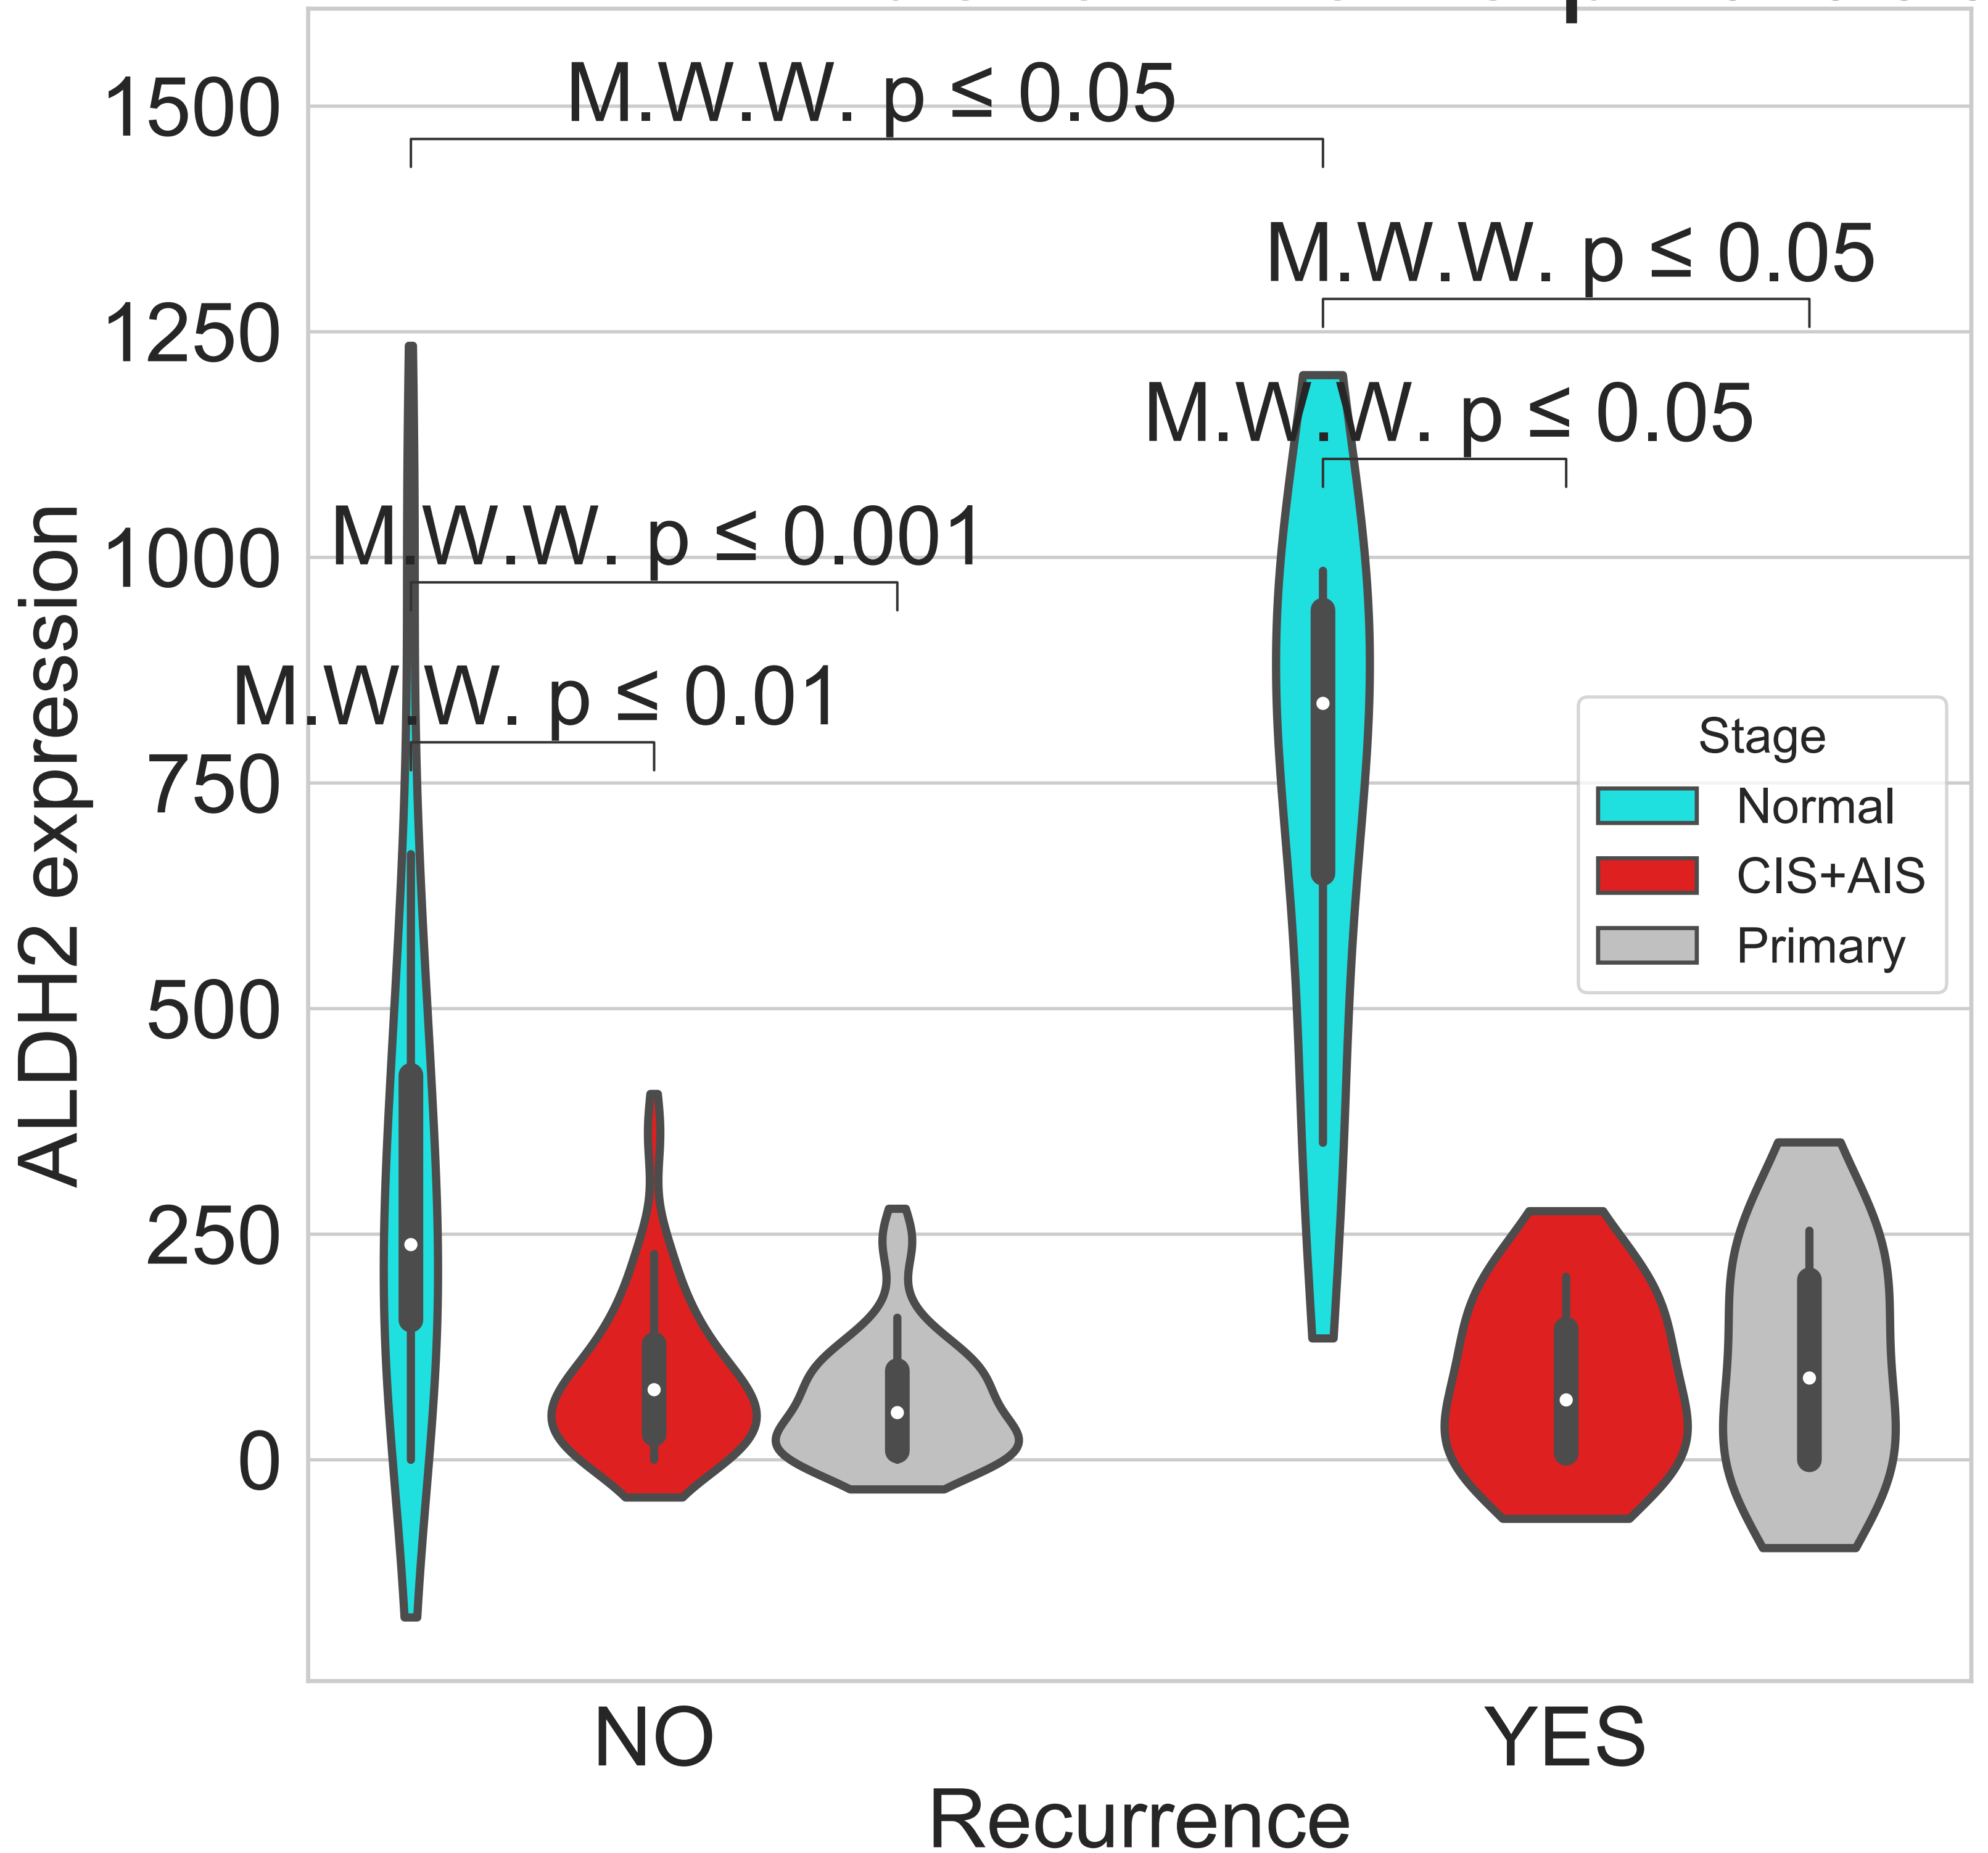 M.W.W. p ≤ 0.05
M.W.W. p ≤ 0.05
M.W.W. p ≤ 0.05
M.W.W. p ≤ 0.001
M.W.W. p ≤ 0.01
ALDH2 expression
1500
1250
1000
750
500
250
0
Stage
Normal
CIS+AIS
Primary
NO
YES
Recurrence